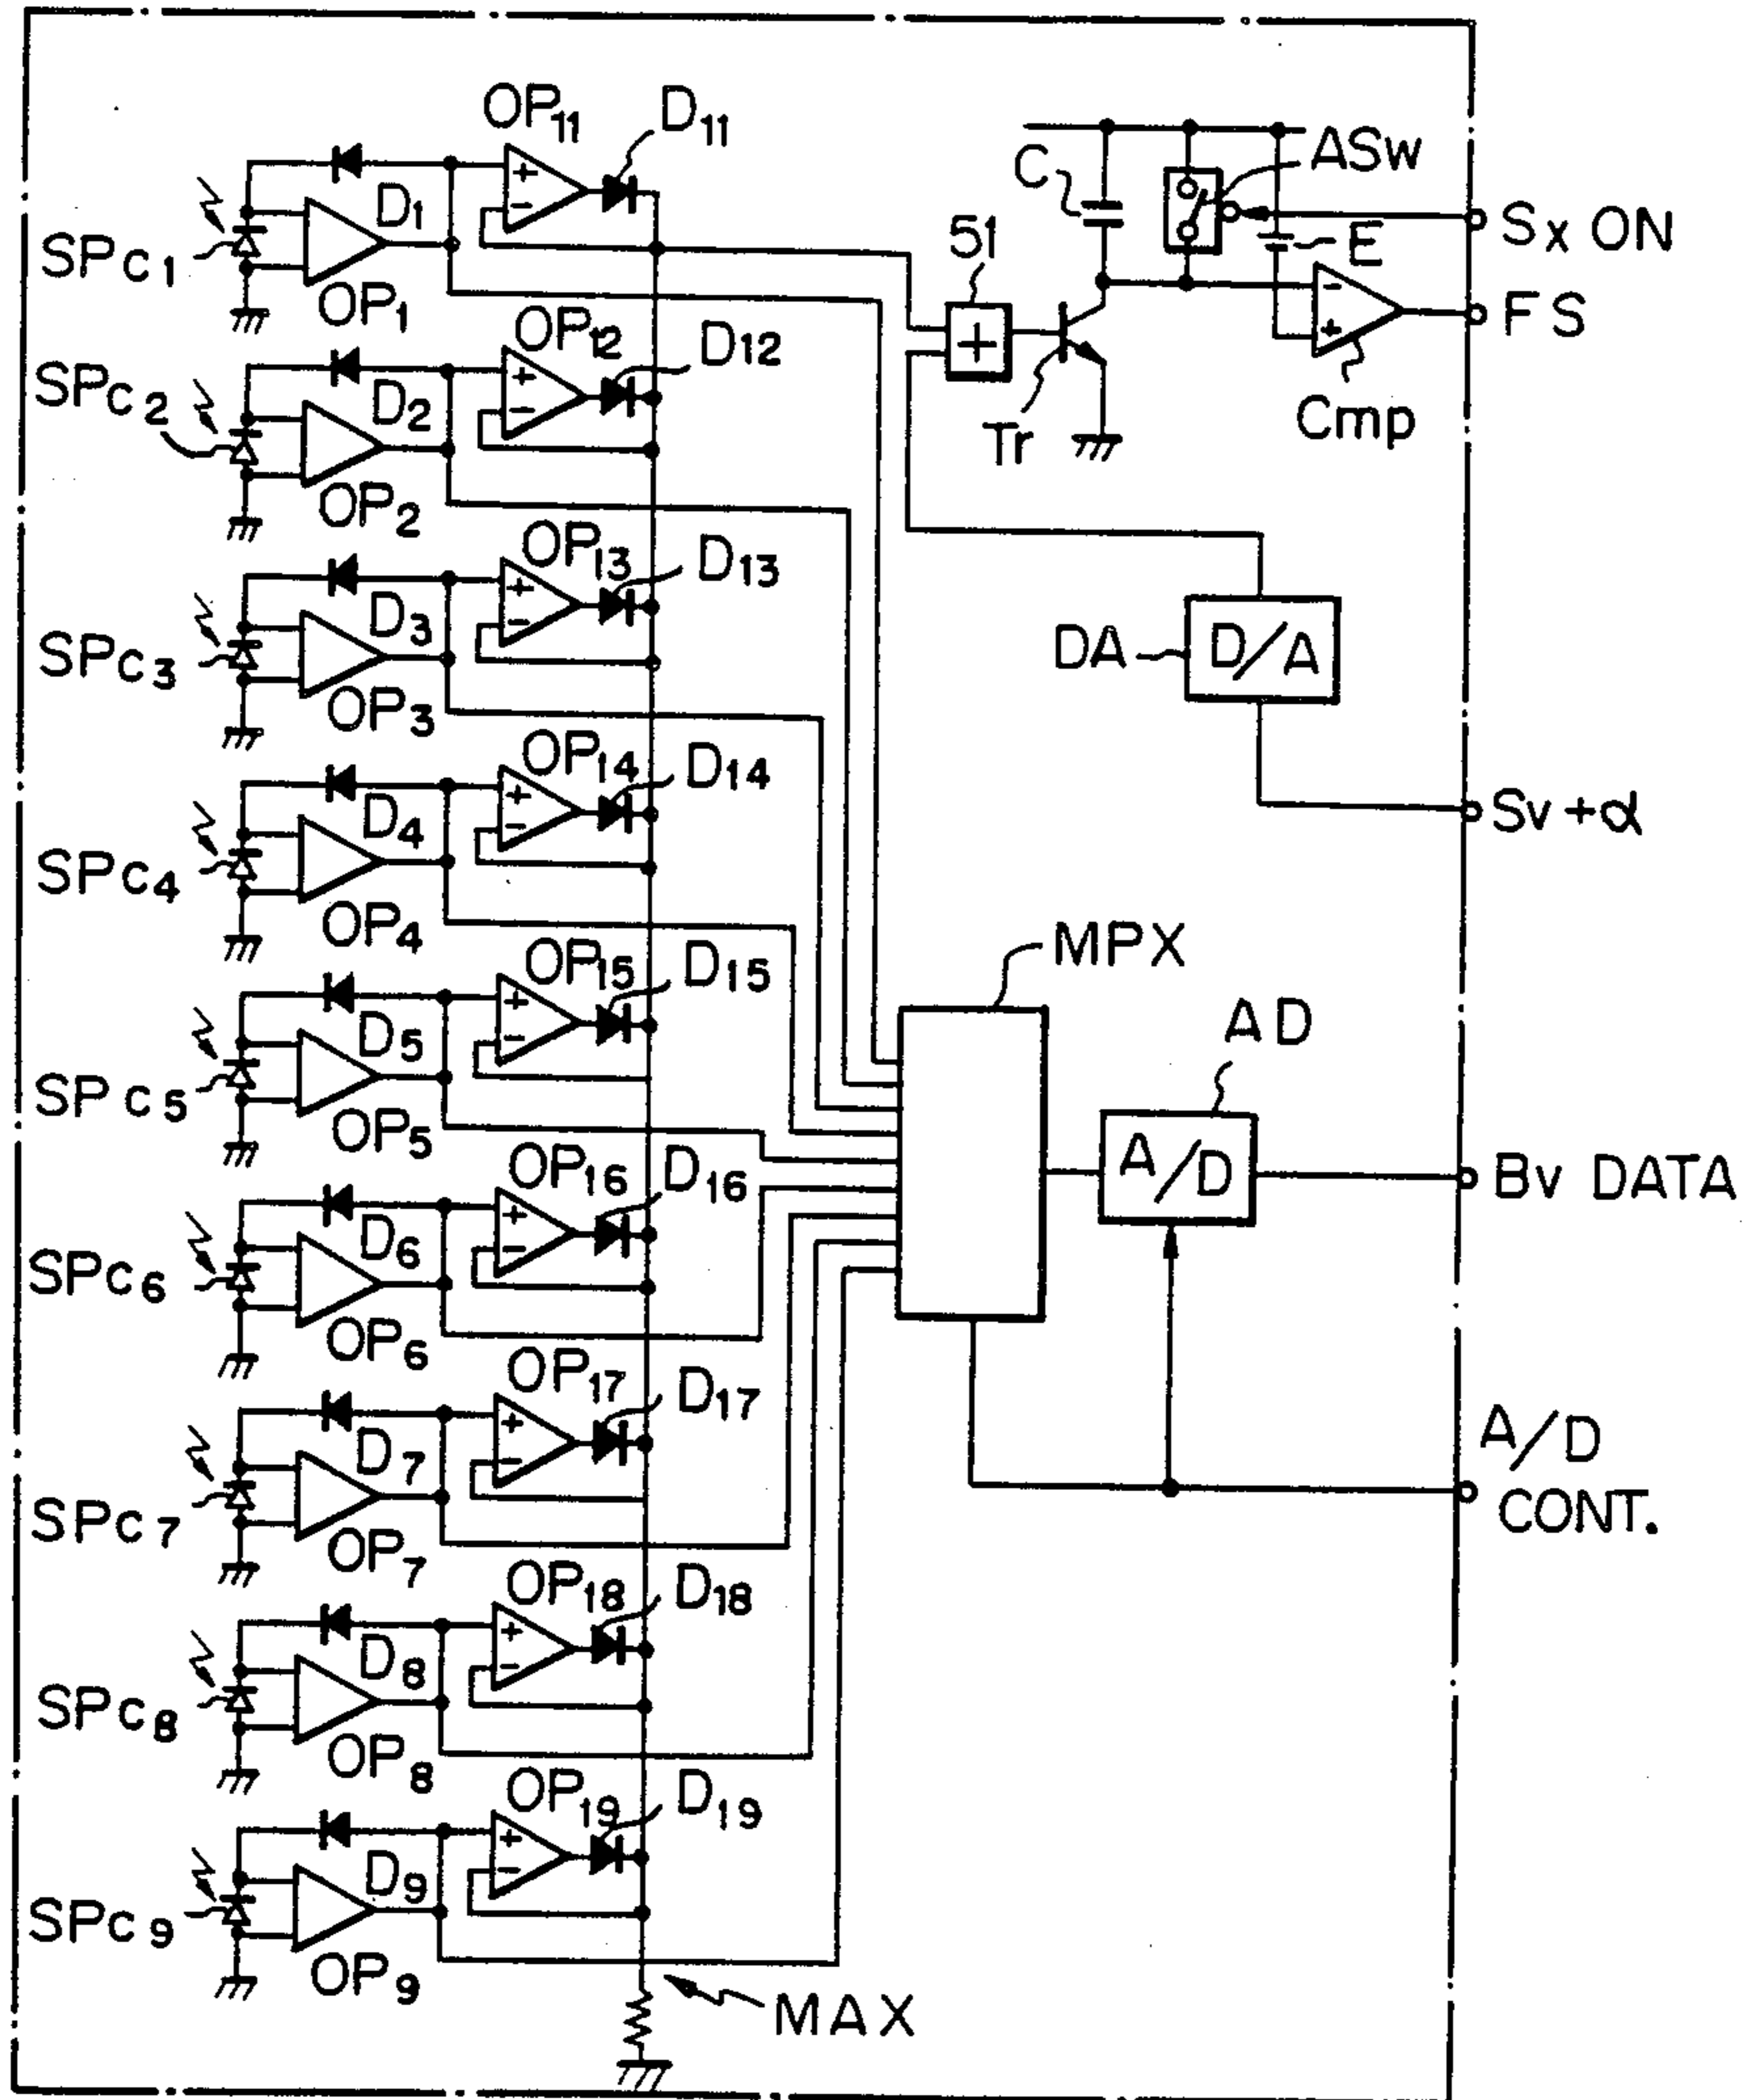 OP11
D11
SPC1
D1
OP1
C
ASw
Sx ON
51
+
E
FS
Tr
Cmp
OP12
D12
SPC2
D2
OP2
OP13
D13
SPC3
D3
OP3
DA
D/A
OP14
D14
SPC4
D4
OP4
Sv+α
OP15
D15
SPC5
D5
OP5
MPX
AD
A/D
Bv DATA
OP16
D16
SPC6
D6
OP6
OP17
D17
SPC7
D7
OP7
A/D
CONT.
OP18
D18
SPC8
D8
OP8
OP19
D19
SPC9
D9
OP9
MAX